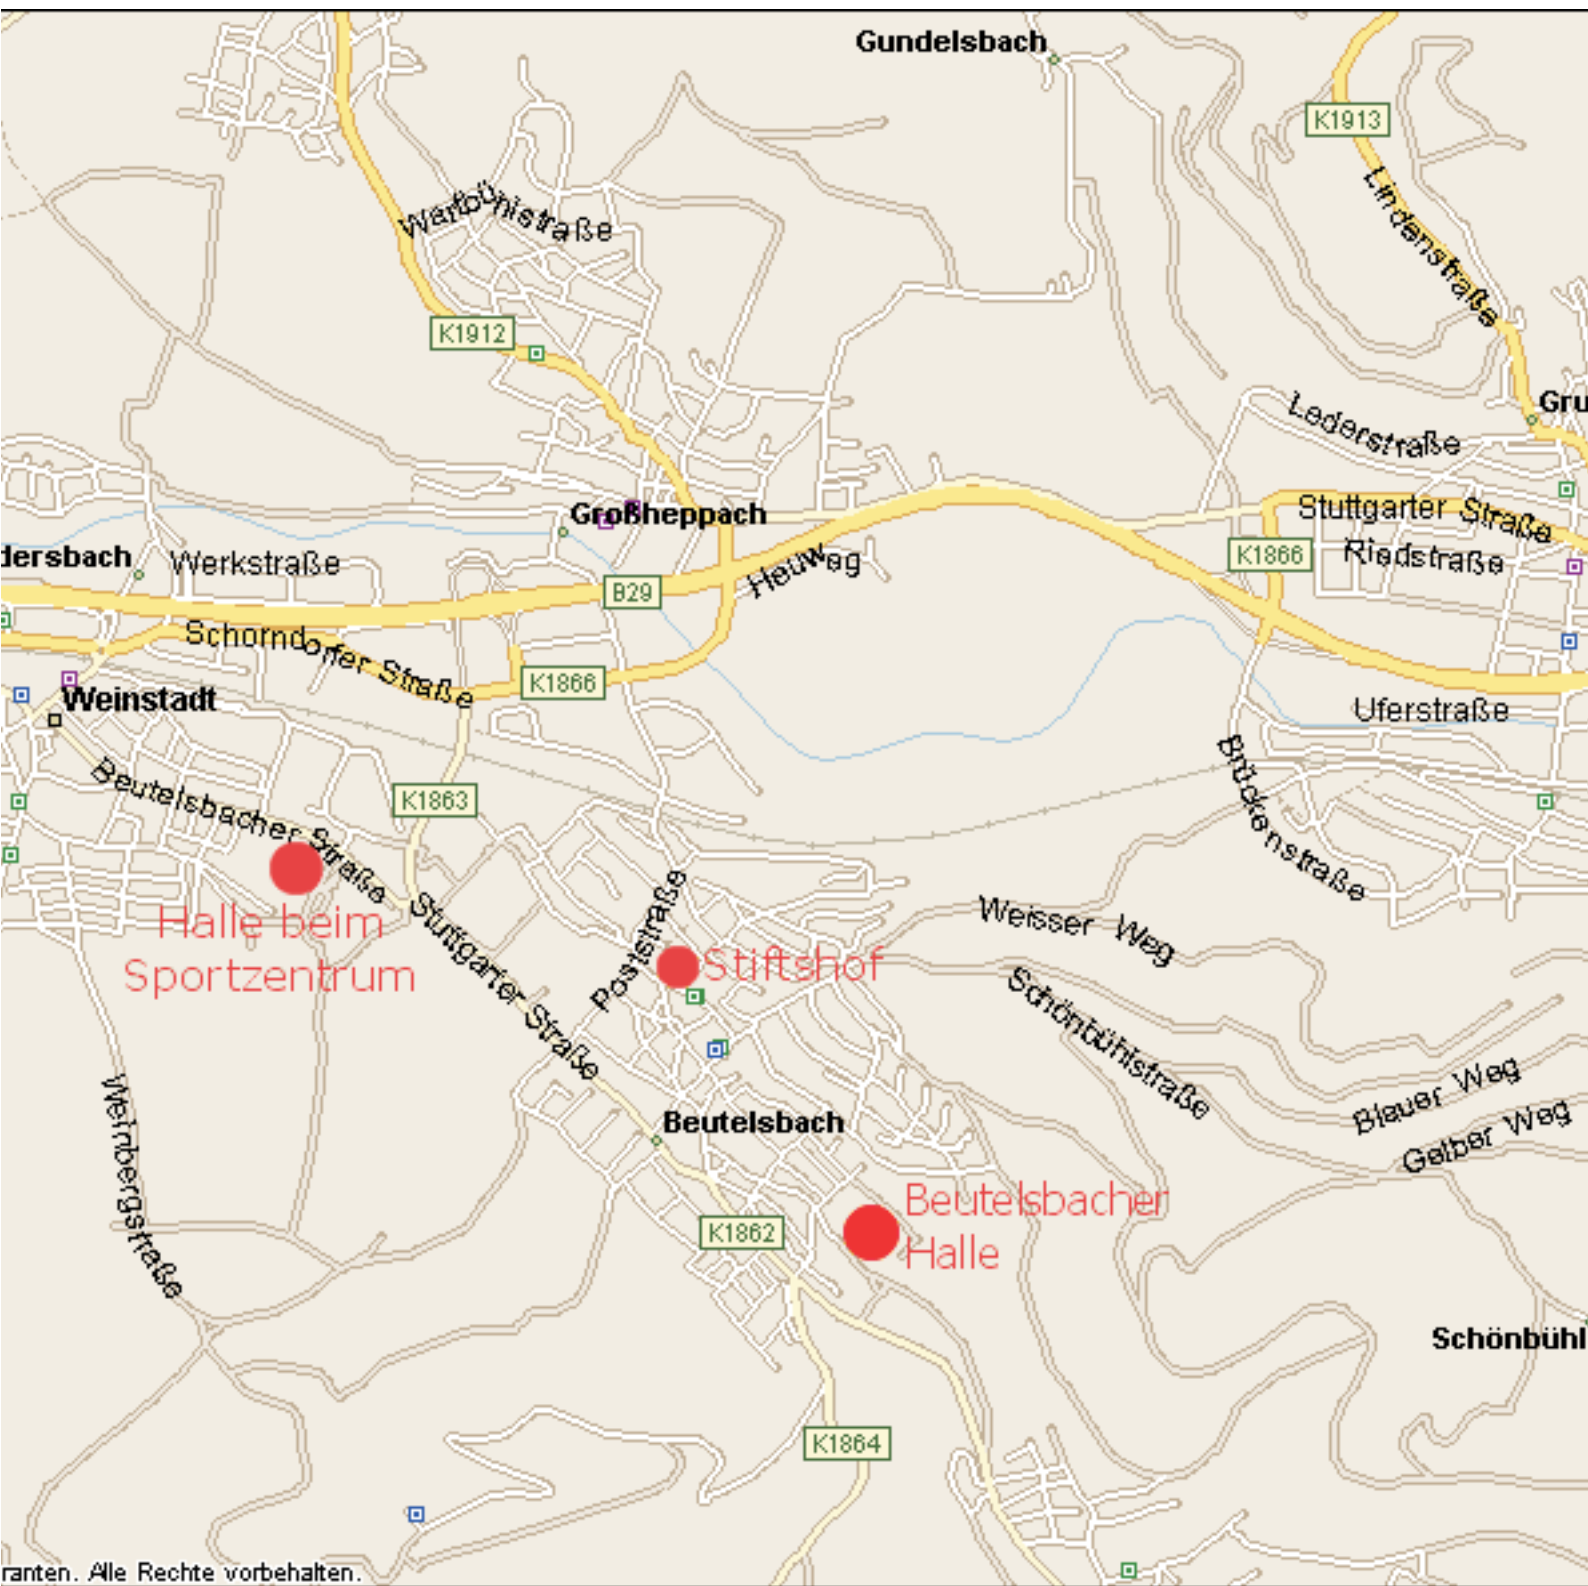 Gundelsbach
K1913
Lindenstraße
Wartbühlstraße
K1912
Gru
Lederstraße
Stuttgarter Straße
Großheppach
Riedstraße
K1866
dersbach
Werkstraße
Heuweg
B29
Schorndorfer Straße
K1866
Weinstadt
Uferstraße
Beutelsbacher Straße
K1863
Brückenstraße
Halle beim
Sportzentrum
Stuttgarter Straße
Poststraße
Stiftshof
Weisser Weg
Schönbühlstraße
Blauer Weg
Gelber Weg
Weinbergstraße
Beutelsbach
K1862
Beutelsbacher
Halle
Schönbühl
K1864
ranten. Alle Rechte vorbehalten.